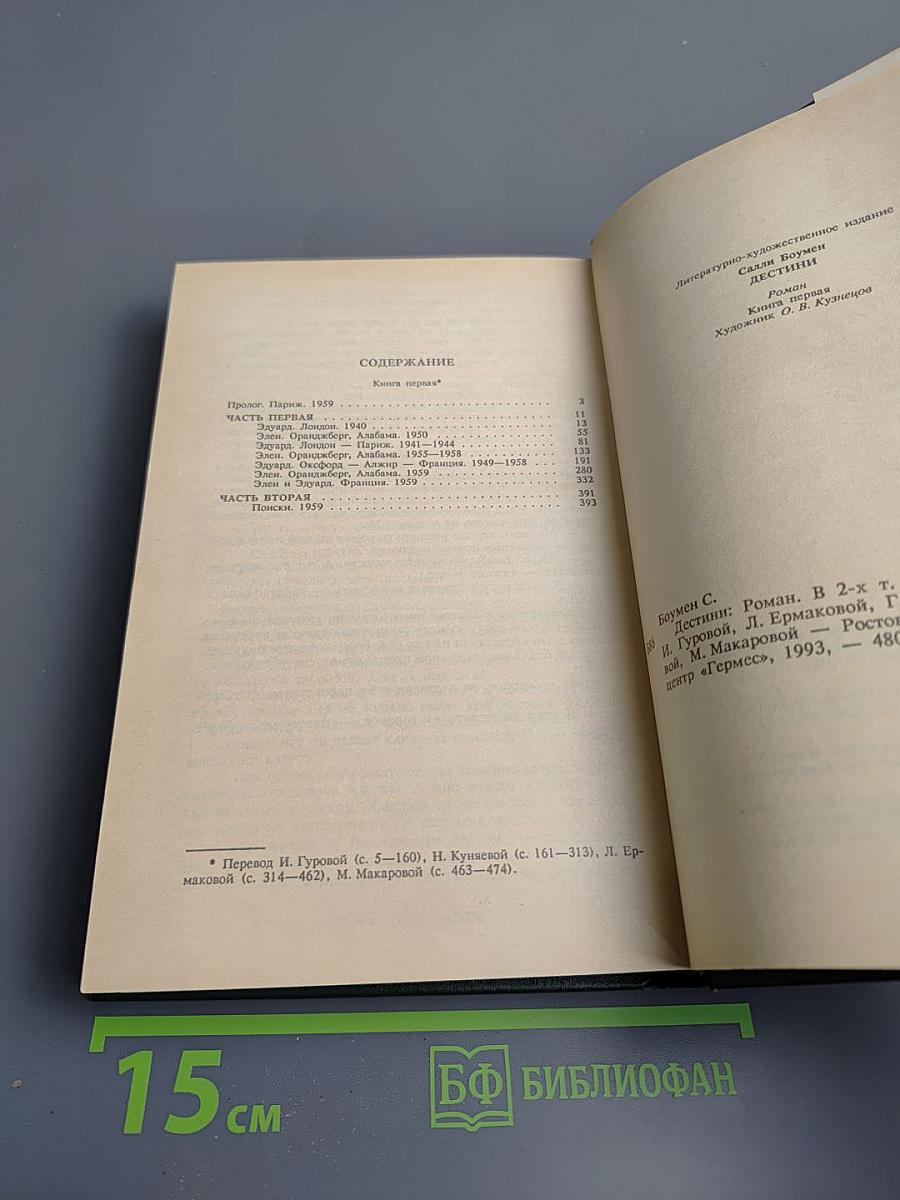 СОДЕРЖАНИЕ
Книга первая*
Пролог. Париж. 1959 . . . . . . . . . . . . . . . . . . . . . . . . . . . 3
ЧАСТЬ ПЕРВАЯ . . . . . . . . . . . . . . . . . . . . . . . . . . . 11
Эдуард. Лондон. 1940 . . . . . . . . . . . . . . . . . . . . . . . 13
Элен. Оранджберг, Алабама. 1950 . . . . . . . . . . . . . . . 55
Эдуард. Лондон — Париж. 1941—1944 . . . . . . . . . . . . 81
Элен. Оранджберг, Алабама. 1955—1958 . . . . . . . . . . . 133
Эдуард. Оксфорд — Алжир — Франция. 1949—1958 . . . 191
Элен. Оранджберг, Алабама. 1959 . . . . . . . . . . . . . . . 280
Элен и Эдуард. Франция. 1959 . . . . . . . . . . . . . . . . . 332
ЧАСТЬ ВТОРАЯ . . . . . . . . . . . . . . . . . . . . . . . . . . . 391
Поиски. 1959 . . . . . . . . . . . . . . . . . . . . . . . . . . . 393
* Перевод И. Гуровой (с. 5—160), Н. Куняевой (с. 161—313), Л. Ер-
маковой (с. 314—462), М. Макаровой (с. 463—474).
Литературно-художественное издание
Салли Боумен
ДЕСТИНИ
Роман
Книга первая
Художник О. В. Кузнецов
Боумен С.
Дестини: Роман. В 2-х т.
И. Гуровой, Л. Ермаковой, Г
вой, М. Макаровой — Ростов
центр «Гермес», 1993, — 480
15 см
БФ БИБЛИОФАН